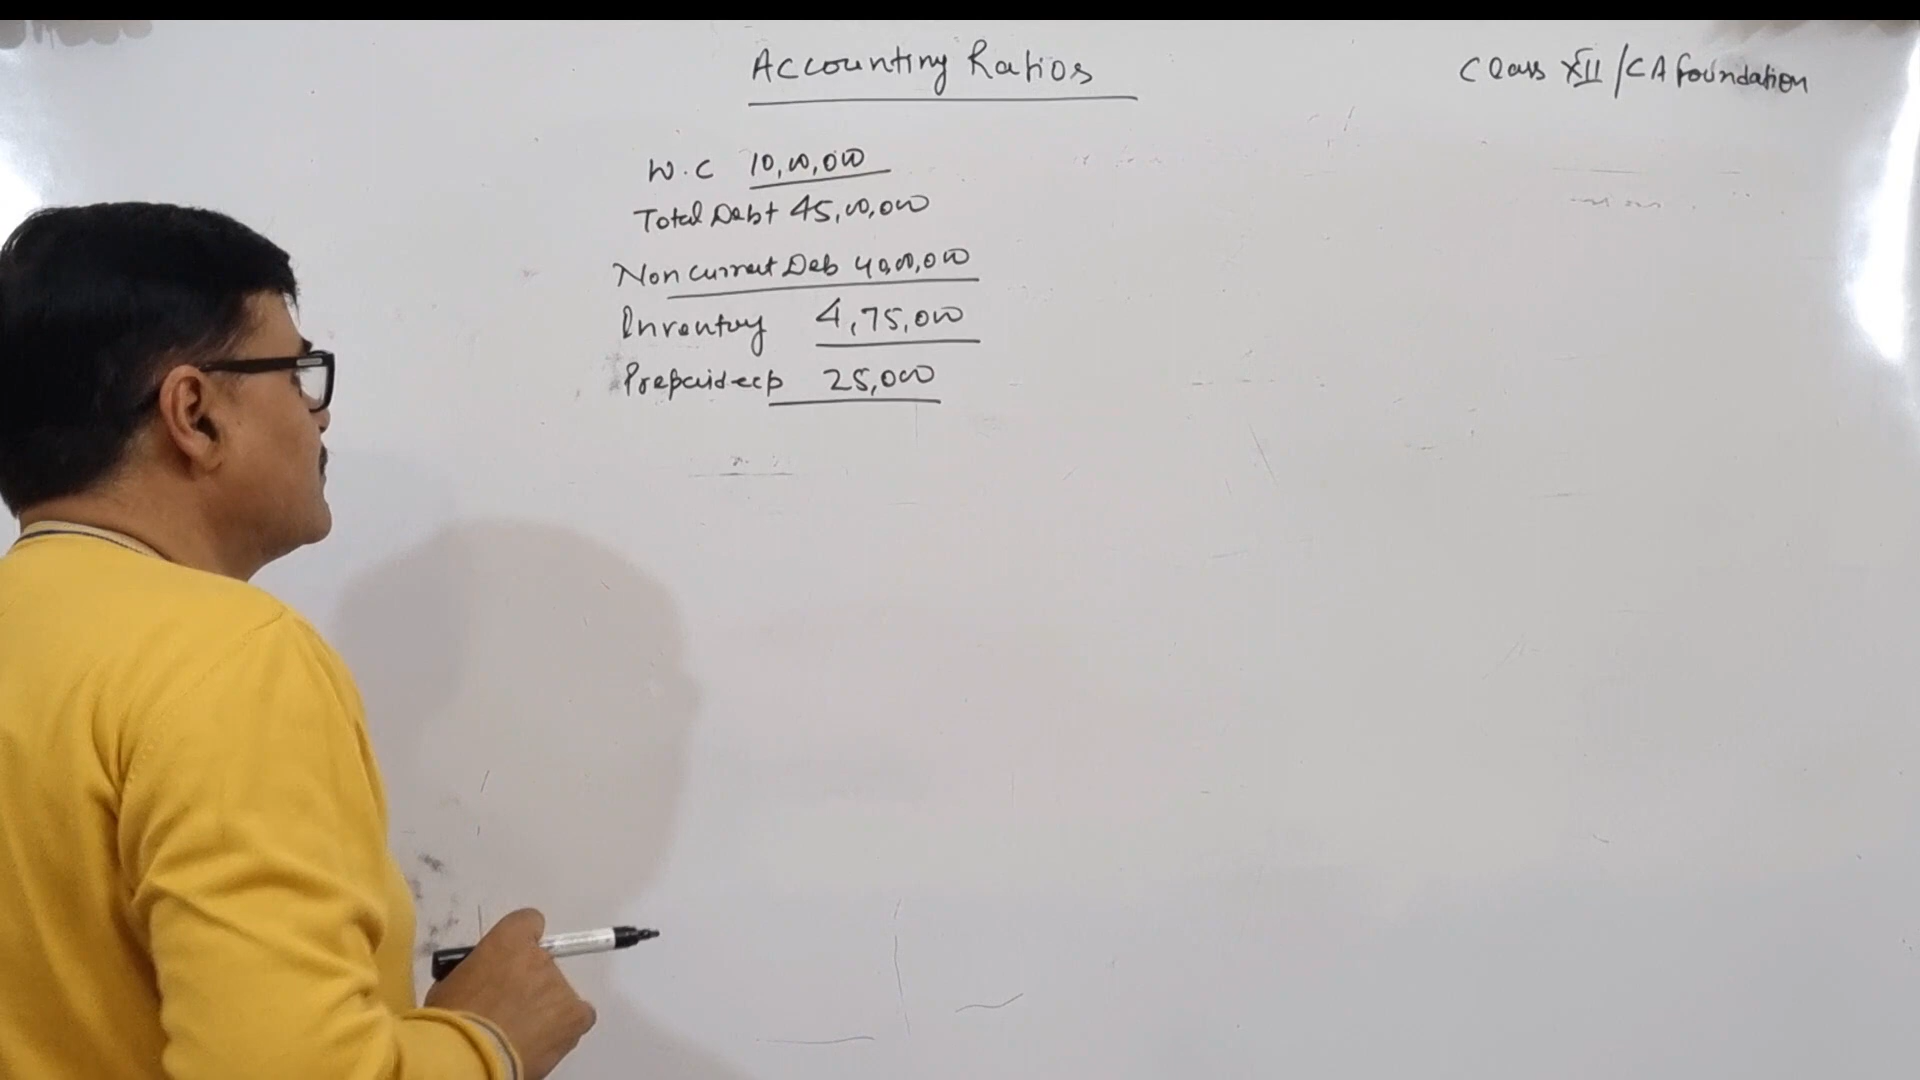 Accounting Ratios
Class XII / CA foundation
W.C 10,00,000
Total Debt 45,00,000
Non current Deb 40,00,000
Inventory 4,75,000
Prepaid exp 25,000